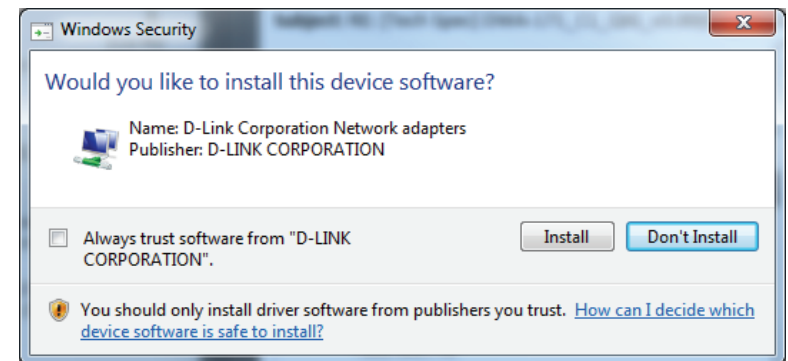 Windows Security
Would you like to install this device software?
Name: D-Link Corporation Network adapters
Publisher: D-LINK CORPORATION
Always trust software from "D-LINK
CORPORATION".
Install
Don't Install
You should only install driver software from publishers you trust. How can I decide which
device software is safe to install?